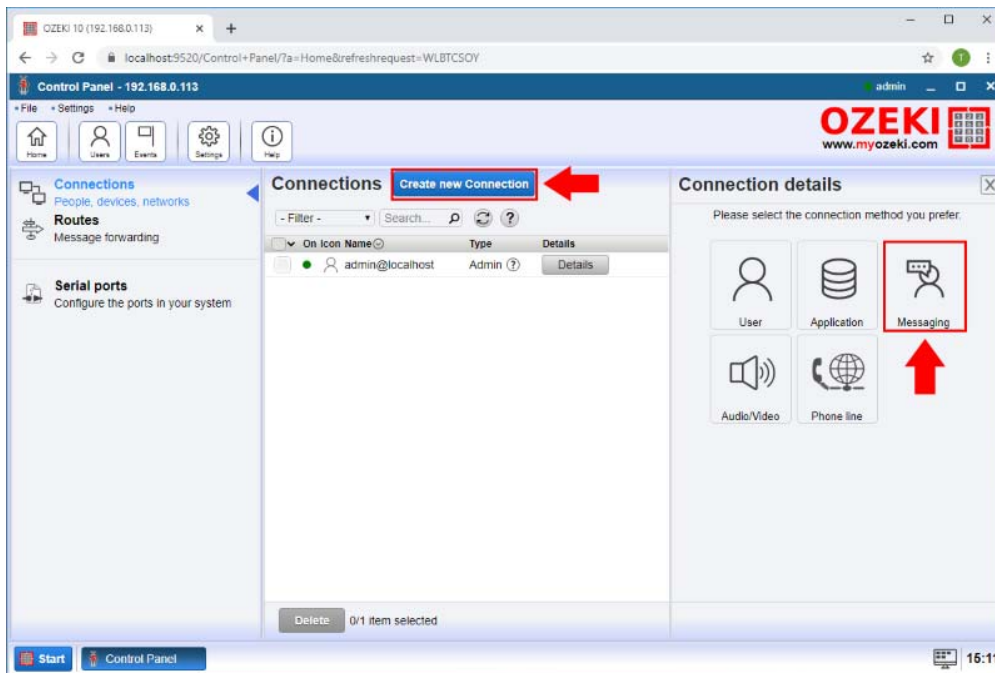 OZEKI 10 (192.168.0.113)
localhost:9520/Control+Panel/?a=Home&refreshrequest=WLBTCSOY
T
Control Panel - 192.168.0.113
admin
File Settings Help
Home
Users
Events
Settings
Help
OZEKI
www.myozeki.com
Connections
People, devices, networks
Routes
Message forwarding
Serial ports
Configure the ports in your system
Connections
Create new Connection
- Filter -
Search...
On Icon Name Type Details
admin@localhost Admin Details
Delete 0/1 item selected
Connection details
Please select the connection method you prefer.
User
Application
Messaging
Audio/Video
Phone line
Start
Control Panel